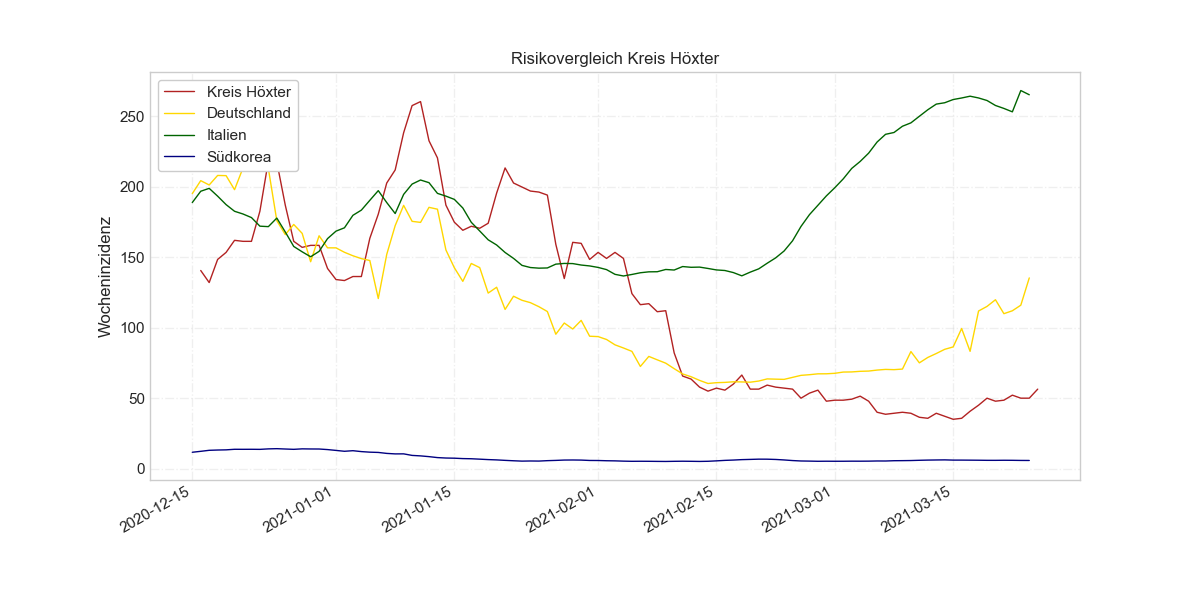 Risikovergleich Kreis Höxter
Kreis Höxter
Deutschland
Italien
Südkorea
Wocheninzidenz
250
200
150
100
50
0
2020-12-15
2021-01-01
2021-01-15
2021-02-01
2021-02-15
2021-03-01
2021-03-15